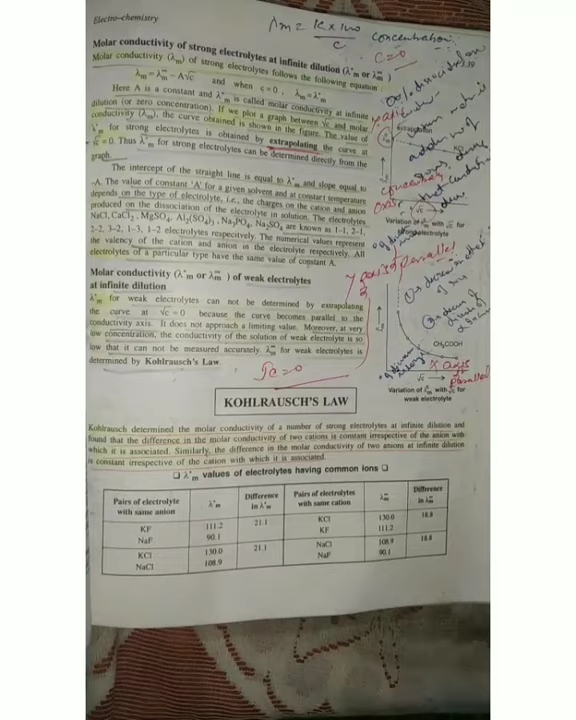 Electro-chemistry
Λm = K × 100
C
concentration
C=0
Molar conductivity of strong electrolytes at infinite dilution (λ°m or λ∞m)
Molar conductivity (λm) of strong electrolytes follows the following equation :
λm = λ∞m − A√c and when c = 0 , λm = λ°m
Here A is a constant and λ°m is called molar conductivity at infinite
dilution (or zero concentration). If we plot a graph between √c and molar
conductivity (λm), the curve obtained is shown in the figure. The value of
λ°m for strong electrolytes is obtained by extrapolating the curve at
√c = 0. Thus λ°m for strong electrolytes can be determined directly from the
graph.
The intercept of the straight line is equal to λ°m and slope equal to
-A. The value of constant 'A' for a given solvent and at constant temperature
depends on the type of electrolyte, i.e., the charges on the cation and anion
produced on the dissociation of the electrolyte in solution. The electrolytes
NaCl, CaCl2, MgSO4, Al2(SO4)3, Na3PO4, Na2SO4 are known as 1–1, 2–1,
2–2, 3–2, 1–3, 1–2 electrolytes respectively. The numerical values represent
the valency of the cation and anion in the electrolyte respectively. All
electrolytes of a particular type have the same value of constant A.
extrapolated
√c
Variation of λ°m with √c for
strong electrolyte
Molar conductivity (λ°m or λ∞m) of weak electrolytes
at infinite dilution
λ°m for weak electrolytes can not be determined by extrapolating
the curve at √c = 0 because the curve becomes parallel to the
conductivity axis. It does not approach a limiting value. Moreover, at very
low concentration, the conductivity of the solution of weak electrolyte is so
low that it can not be measured accurately. λ∞m for weak electrolytes is
determined by Kohlrausch's Law.
y axis parallel
CH3COOH
X axis
parallel
√c
Variation of λ°m with √c for
weak electrolyte
√c=0
KOHLRAUSCH'S LAW
Kohlrausch determined the molar conductivity of a number of strong electrolytes at infinite dilution and
found that the difference in the molar conductivity of two cations is constant irrespective of the anion with
which it is associated. Similarly, the difference in the molar conductivity of two anions at infinite dilution
is constant irrespective of the cation with which it is associated.
❑ λ°m values of electrolytes having common ions ❑
Pairs of electrolyte with same anion λ°m Difference in λ°m Pairs of electrolytes with same cation λ∞m Difference in λ∞m
KF 111.2 21.1 KCl 130.0 18.8
NaF 90.1 KF 111.2
KCl 130.0 21.1 NaCl 108.9 18.8
NaCl 108.9 NaF 90.1